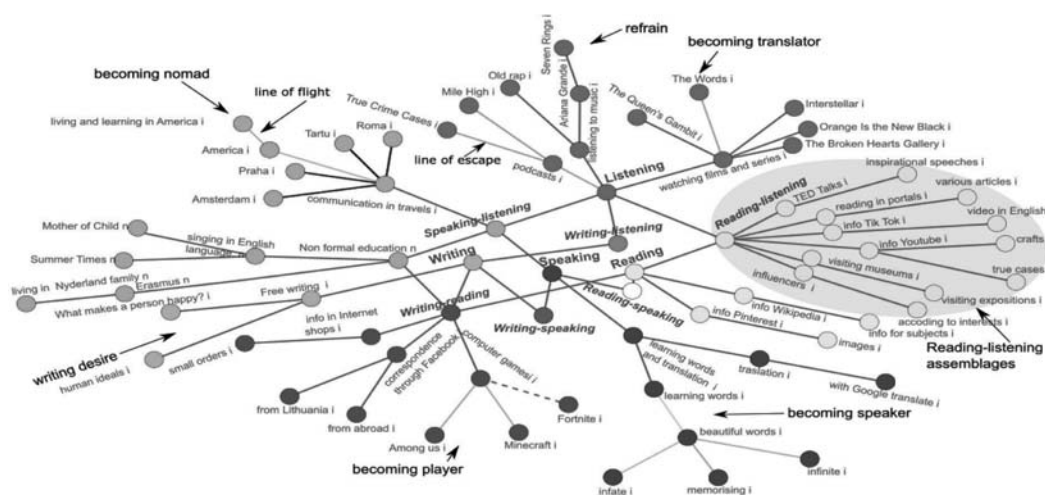 refrain
becoming translator
becoming nomad
line of flight
living and learning in America i
America i
Tartu i
Roma i
Praha i
Amsterdam i
communication in travels i
True Crime Cases i
line of escape
Mile High i
podcasts i
Old rap i
Seven Rings i
Ariana Grande i
listening to music i
Listening
The Words i
The Queen's Gambit i
watching films and series i
Interstellar i
Orange Is the New Black i
The Broken Hearts Gallery i
Reading-listening
TED Talks i
inspirational speeches i
reading in portals i
various articles i
info Tik Tok i
video in English
info Youtube i
crafts
true cases
visiting museums i
influencers i
visiting expositions i
Reading-listening
assemblages
Speaking-listening
Writing-listening
Mother of Child n
singing in English
language n
Summer Times n
Non formal education n
living in Nyderland family n
Erasmus n
What makes a person happy? i
Free writing i
writing desire
human ideals i
Writing
Speaking
Reading
Writing-reading
Writing-speaking
Reading-speaking
info Wikipedia i
accoding to interests i
info for subjects i
info Pinterest i
images i
info in Internet
shops i
small orders i
correspondence
through Facebook
from Lithuania i
from abroad i
computer gamesi i
Among us i
Minecraft i
Fortnite i
becoming player
learning words
and translation i
traslation i
with Google translate i
learning words i
becoming speaker
beautiful words i
infate i
memorising i
infinite i